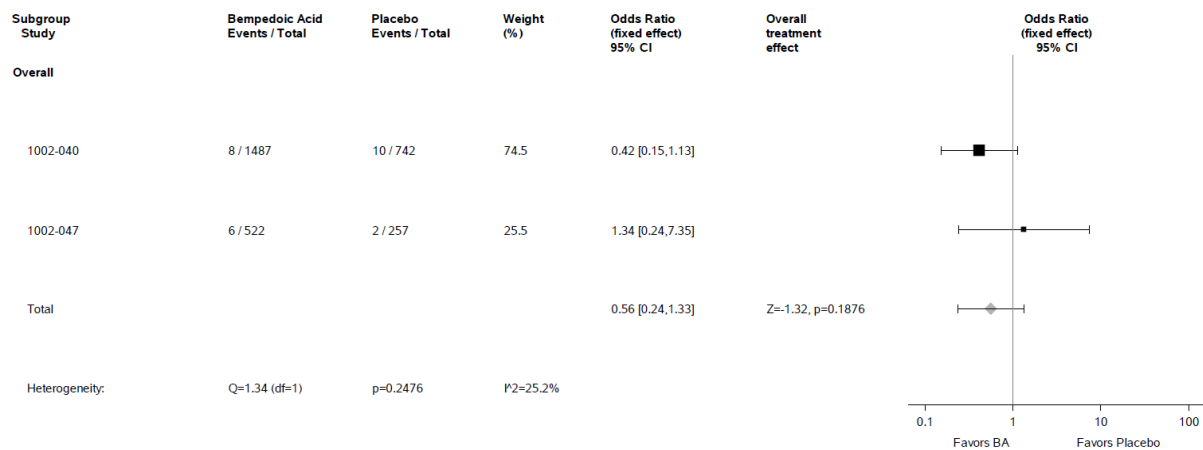 Subgroup Bempedoic Acid Placebo Weight Odds Ratio Overall Odds Ratio
Study Events / Total Events / Total (%) (fixed effect) treatment (fixed effect)
95% CI effect 95% CI
Overall
1002-040 8 / 1487 10 / 742 74.5 0.42 [0.15,1.13]
1002-047 6 / 522 2 / 257 25.5 1.34 [0.24,7.35]
Total 0.56 [0.24,1.33] Z=-1.32, p=0.1876
Heterogeneity: Q=1.34 (df=1) p=0.2476 I^2=25.2%
0.1 1 10 100
Favors BA Favors Placebo